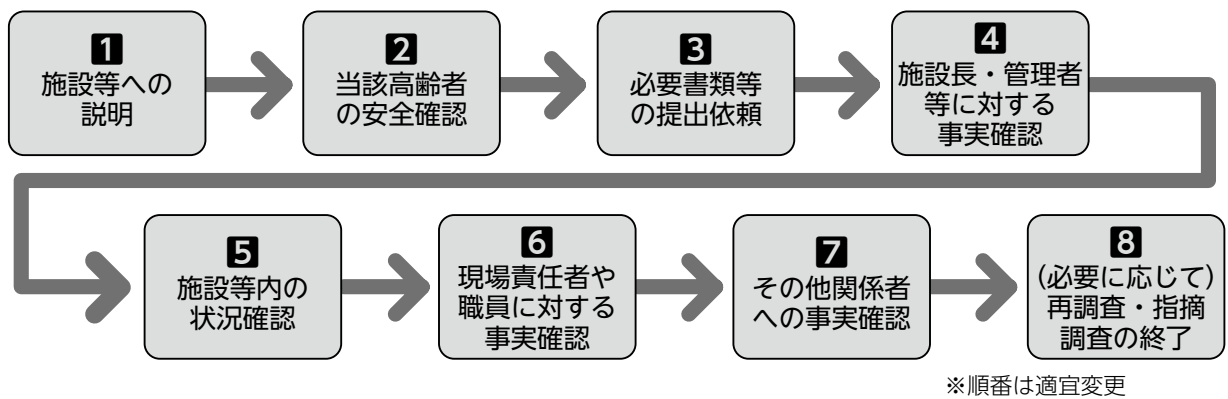 1
施設等への
説明
2
当該高齢者
の安全確認
3
必要書類等
の提出依頼
4
施設長・管理者
等に対する
事実確認
5
施設等内の
状況確認
6
現場責任者や
職員に対する
事実確認
7
その他関係者
への事実確認
8
(必要に応じて)
再調査・指摘
調査の終了
※順番は適宜変更